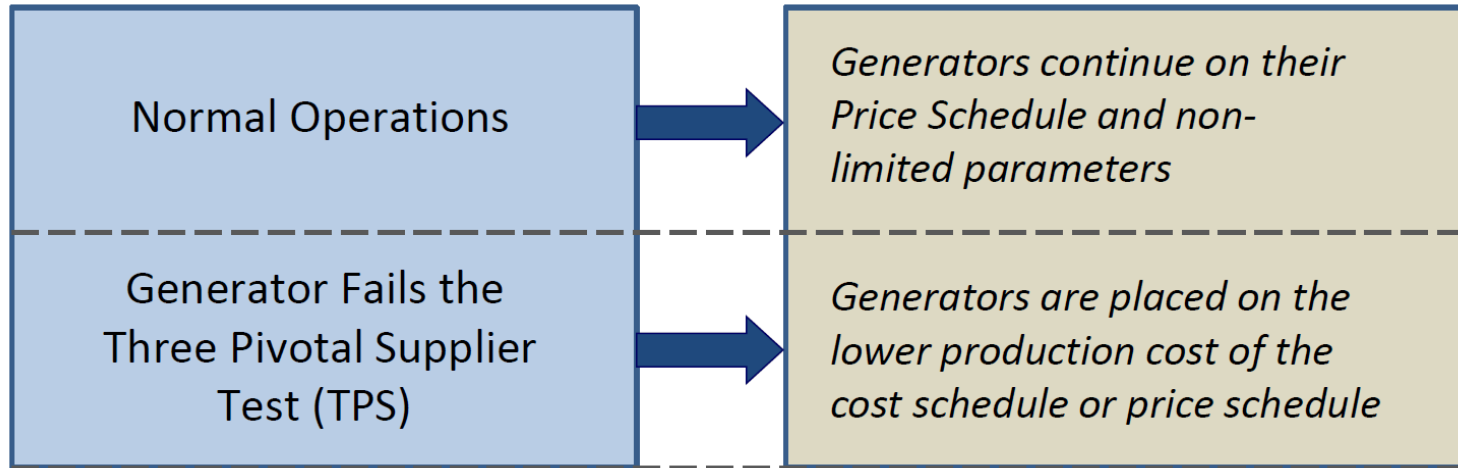 Normal Operations
Generators continue on their
Price Schedule and non-
limited parameters
Generator Fails the
Three Pivotal Supplier
Test (TPS)
Generators are placed on the
lower production cost of the
cost schedule or price schedule